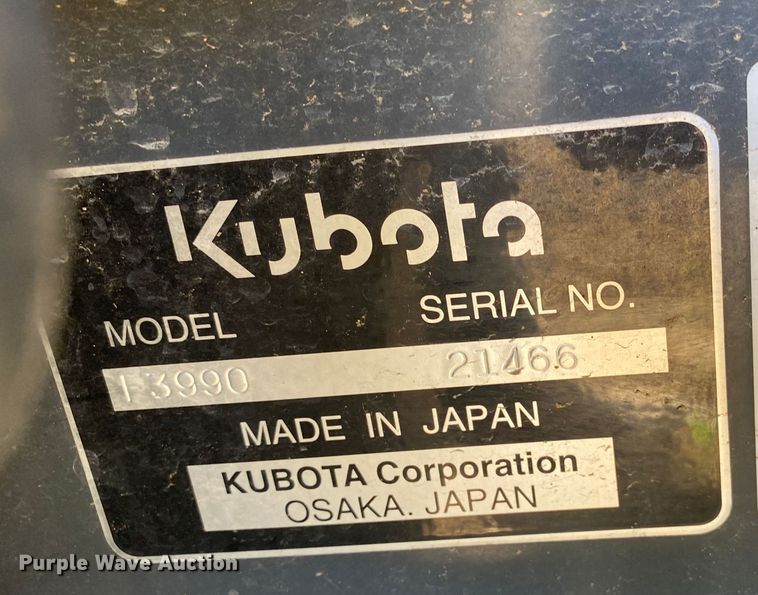 Kubota
MODEL SERIAL NO.
F3990 21466
MADE IN JAPAN
KUBOTA Corporation
OSAKA. JAPAN
Purple Wave Auction